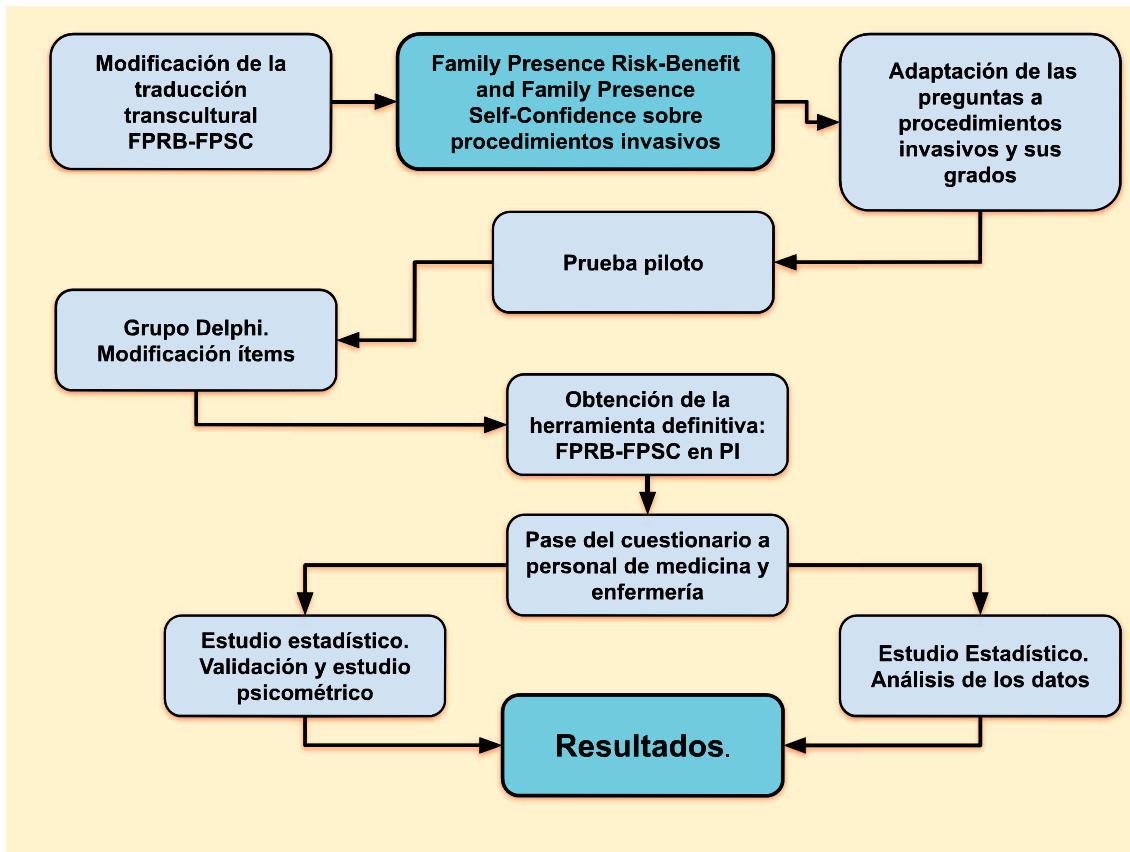 Modificación de la
traducción
transcultural
FPRB-FPSC
Family Presence Risk-Benefit
and Family Presence
Self-Confidence sobre
procedimientos invasivos
Adaptación de las
preguntas a
procedimientos
invasivos y sus
grados
Prueba piloto
Grupo Delphi.
Modificación ítems
Obtención de la
herramienta definitiva:
FPRB-FPSC en PI
Pase del cuestionario a
personal de medicina y
enfermería
Estudio estadístico.
Validación y estudio
psicométrico
Estudio Estadístico.
Análisis de los datos
Resultados.